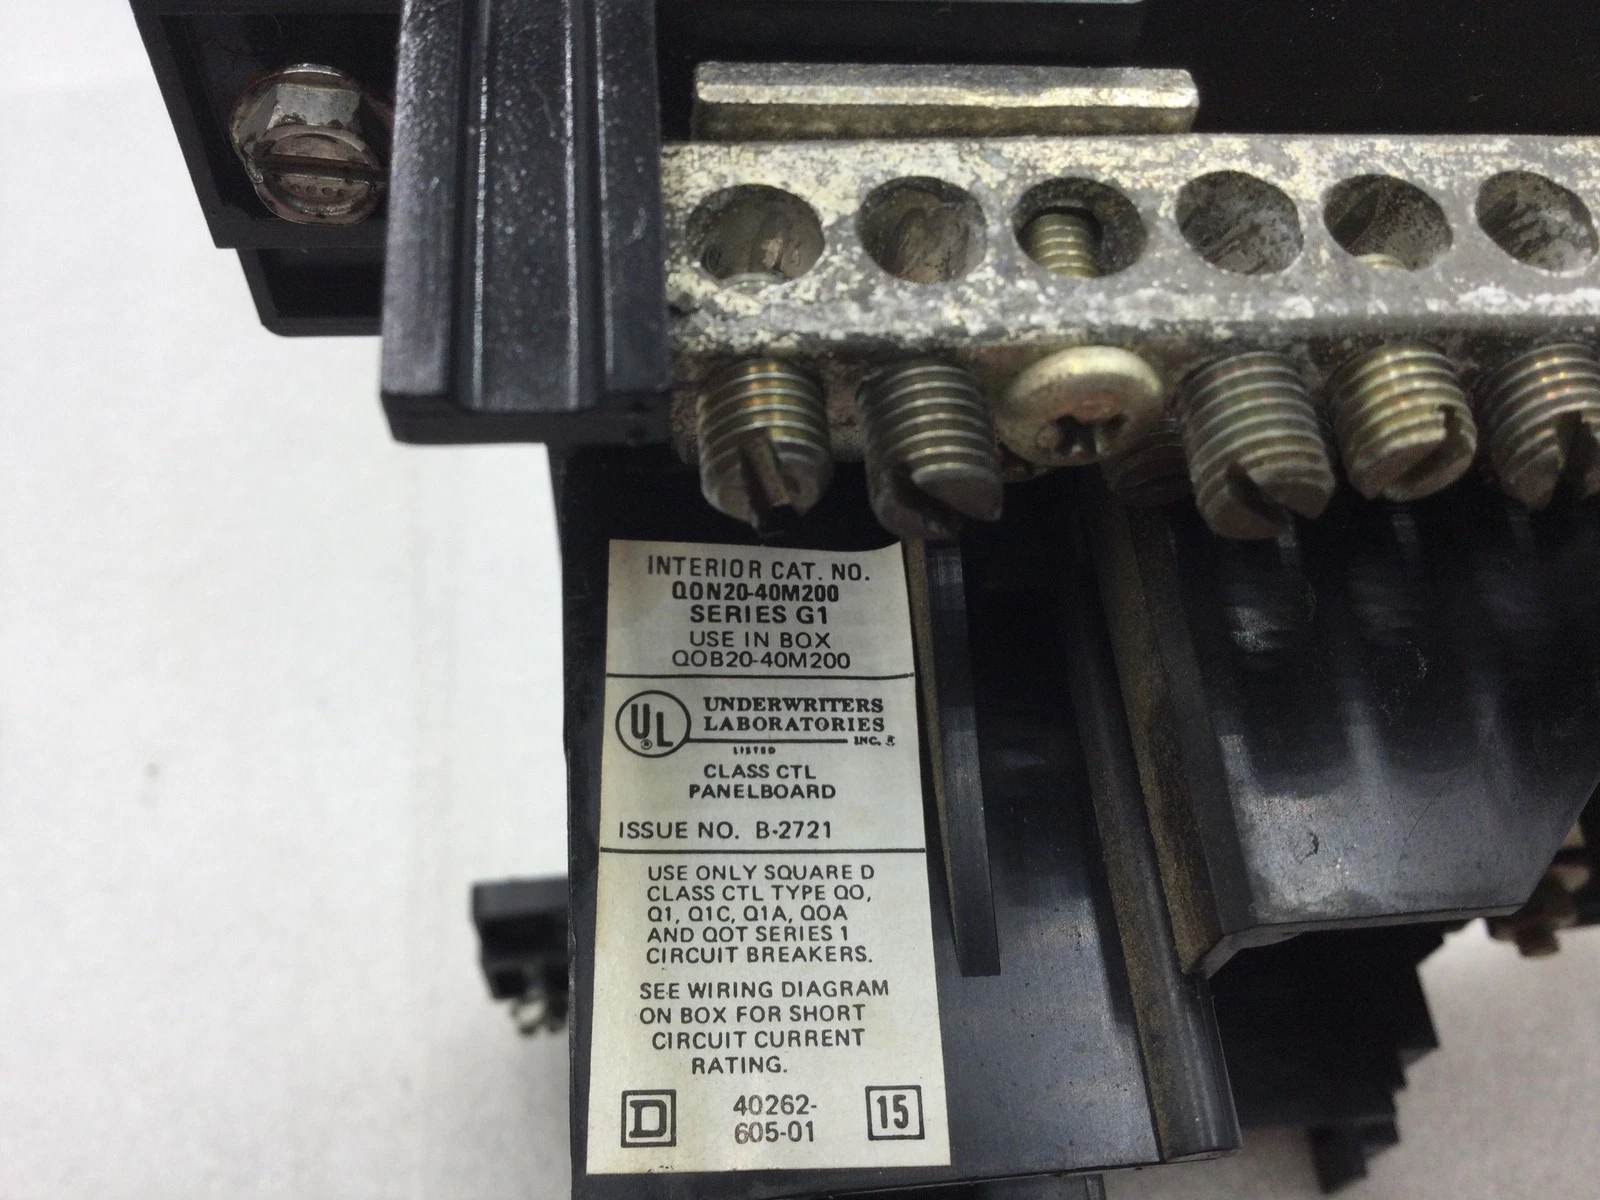 INTERIOR CAT. NO.
QON20-40M200
SERIES G1
USE IN BOX
QOB20-40M200
UL
®
UNDERWRITERS
LABORATORIES
INC.
LISTED
CLASS CTL
PANELBOARD
ISSUE NO. B-2721
USE ONLY SQUARE D
CLASS CTL TYPE QO,
Q1, Q1C, Q1A, QOA
AND QOT SERIES 1
CIRCUIT BREAKERS.
SEE WIRING DIAGRAM
ON BOX FOR SHORT
CIRCUIT CURRENT
RATING.
D
40262-
605-01
15